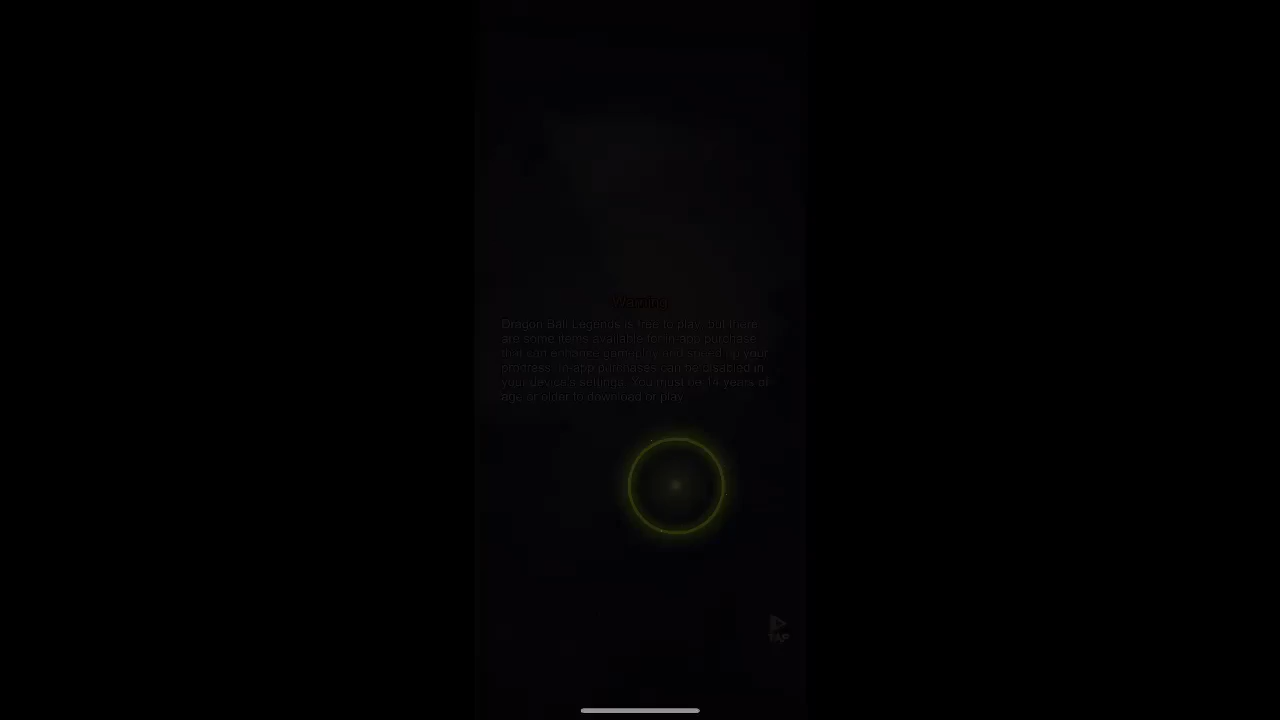 Warning
Dragon Ball Legends is free to play, but there
are some items available for in-app purchase
that can enhance gameplay and speed up your
progress. In-app purchases can be disabled in
your device's settings. You must be 14 years of
age or older to download or play.
TAP